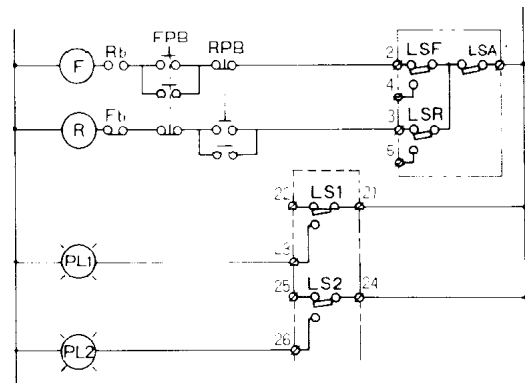 FPB
Rb RPB
F
2 LSF LSA 1
4
R Fb
3 LSR
5
22 LS1 21
23
PL1
25 LS2 24
PL2 26